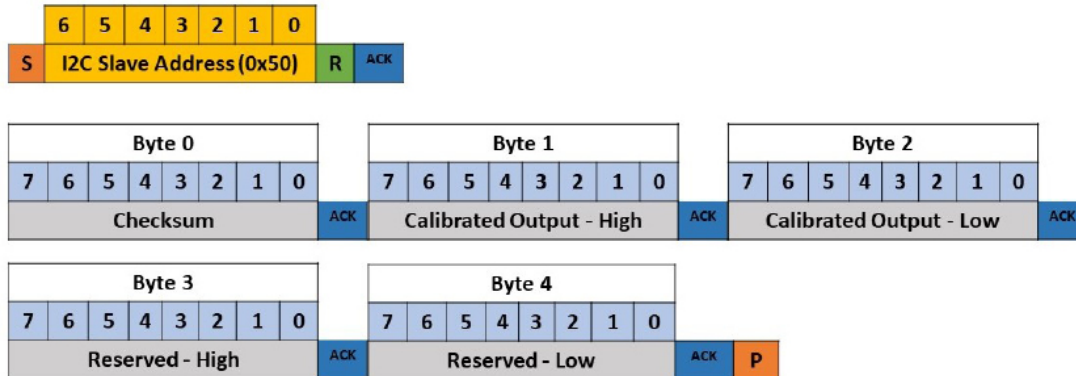 6 5 4 3 2 1 0
S I2C Slave Address (0x50) R ACK
Byte 0 Byte 1 Byte 2
7 6 5 4 3 2 1 0 7 6 5 4 3 2 1 0 7 6 5 4 3 2 1 0
Checksum ACK Calibrated Output - High ACK Calibrated Output - Low ACK
Byte 3 Byte 4
7 6 5 4 3 2 1 0 7 6 5 4 3 2 1 0
Reserved - High ACK Reserved - Low ACK P